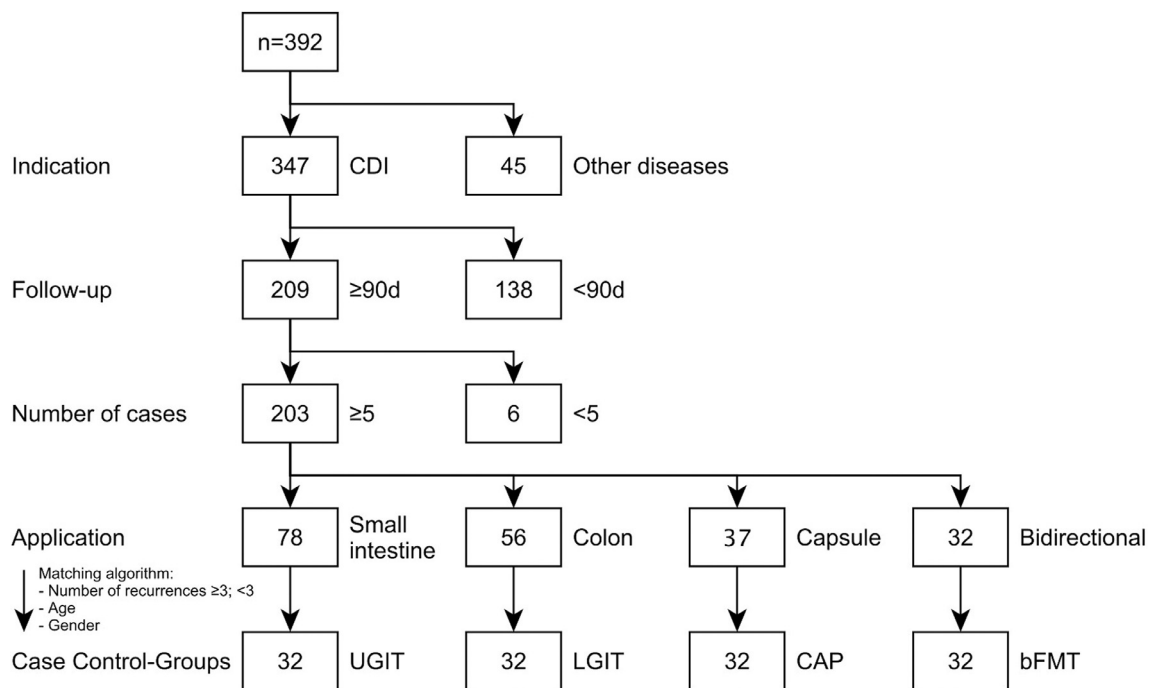 n=392
Indication 347 CDI 45 Other diseases
Follow-up 209 ≥90d 138 <90d
Number of cases 203 ≥5 6 <5
Application 78 Small intestine 56 Colon 37 Capsule 32 Bidirectional
Matching algorithm:
- Number of recurrences ≥3; <3
- Age
- Gender
Case Control-Groups 32 UGIT 32 LGIT 32 CAP 32 bFMT